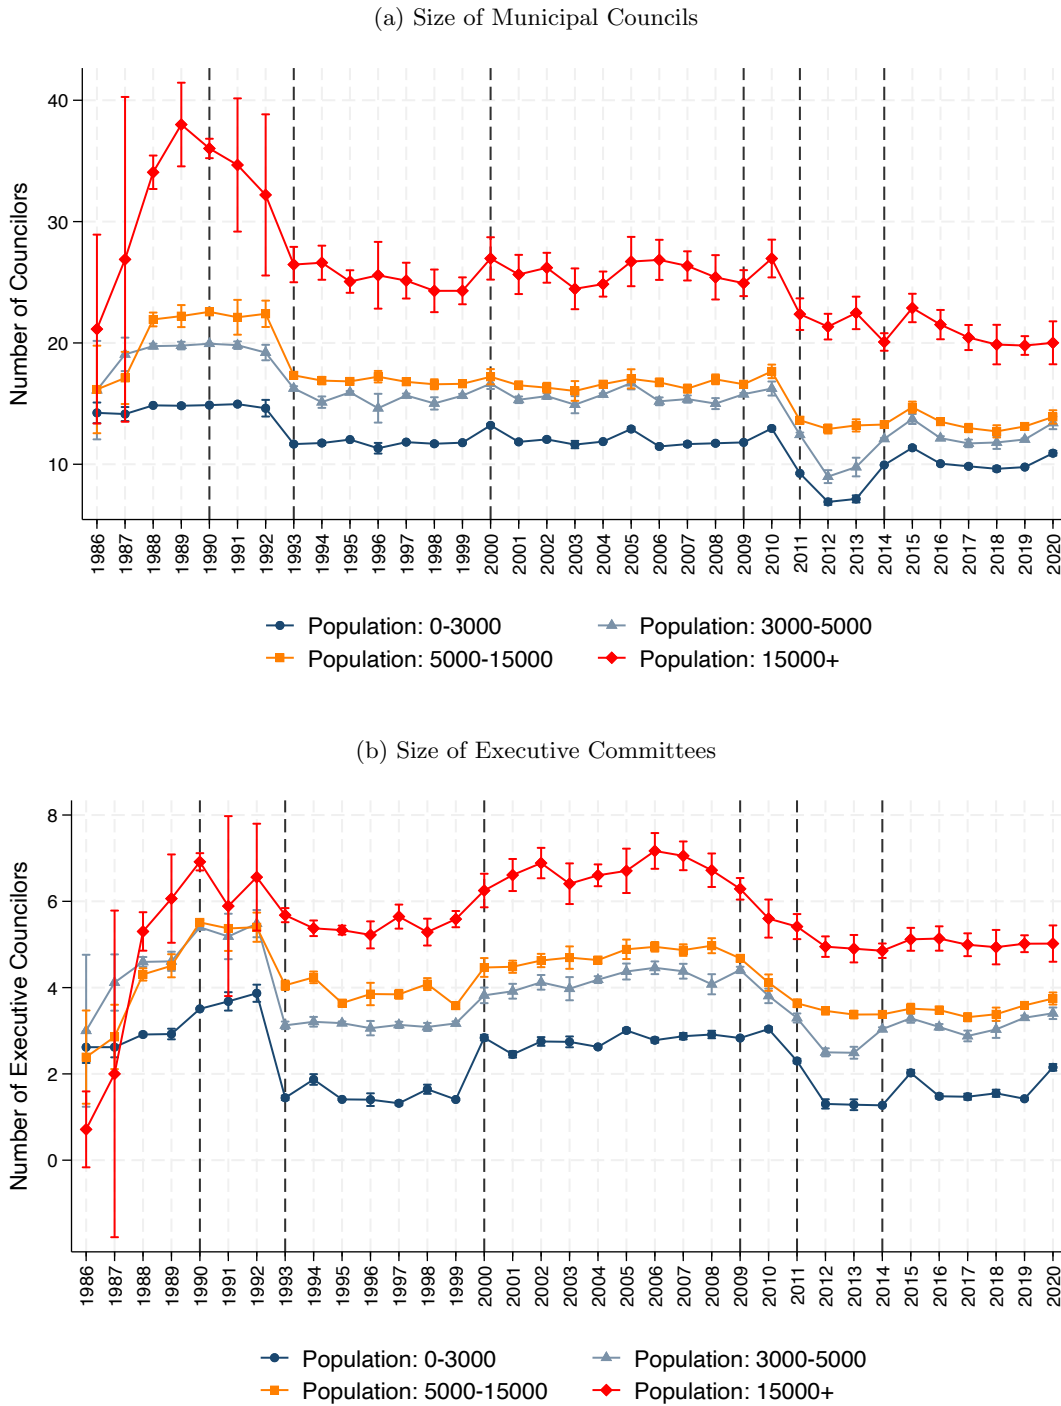 (a) Size of Municipal Councils
Number of Councilors
40
30
20
10
1986 1987 1988 1989 1990 1991 1992 1993 1994 1995 1996 1997 1998 1999 2000 2001 2002 2003 2004 2005 2006 2007 2008 2009 2010 2011 2012 2013 2014 2015 2016 2017 2018 2019 2020
Population: 0-3000 Population: 3000-5000
Population: 5000-15000 Population: 15000+
(b) Size of Executive Committees
Number of Executive Councilors
8
6
4
2
0
1986 1987 1988 1989 1990 1991 1992 1993 1994 1995 1996 1997 1998 1999 2000 2001 2002 2003 2004 2005 2006 2007 2008 2009 2010 2011 2012 2013 2014 2015 2016 2017 2018 2019 2020
Population: 0-3000 Population: 3000-5000
Population: 5000-15000 Population: 15000+